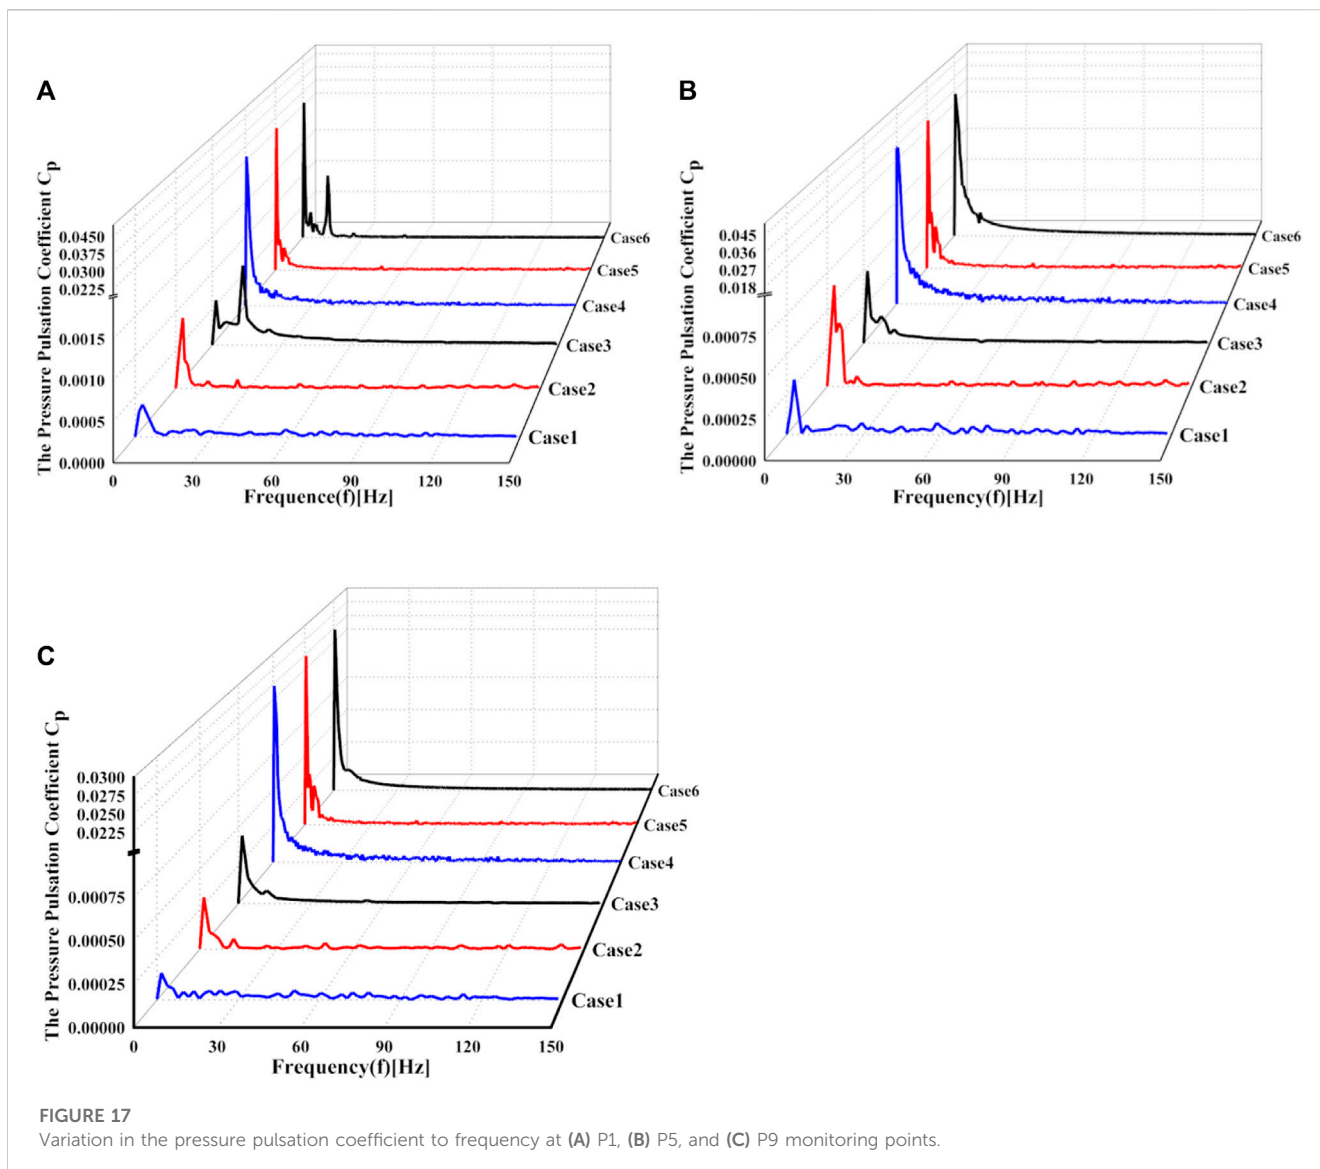 A
The Pressure Pulsation Coefficient Cp
0.0450
0.0375
0.0300
0.0225
0.0015
0.0010
0.0005
0.0000
0 30 60 90 120 150
Frequence(f)[Hz]
Case6
Case5
Case4
Case3
Case2
Case1
B
The Pressure Pulsation Coefficient Cp
0.045
0.036
0.027
0.018
0.00075
0.00050
0.00025
0.00000
0 30 60 90 120 150
Frequency(f)[Hz]
Case6
Case5
Case4
Case3
Case2
Case1
C
The Pressure Pulsation Coefficient Cp
0.0300
0.0275
0.0250
0.0225
0.00075
0.00050
0.00025
0.00000
0 30 60 90 120 150
Frequency(f)[Hz]
Case6
Case5
Case4
Case3
Case2
Case1
FIGURE 17
Variation in the pressure pulsation coefficient to frequency at (A) P1, (B) P5, and (C) P9 monitoring points.